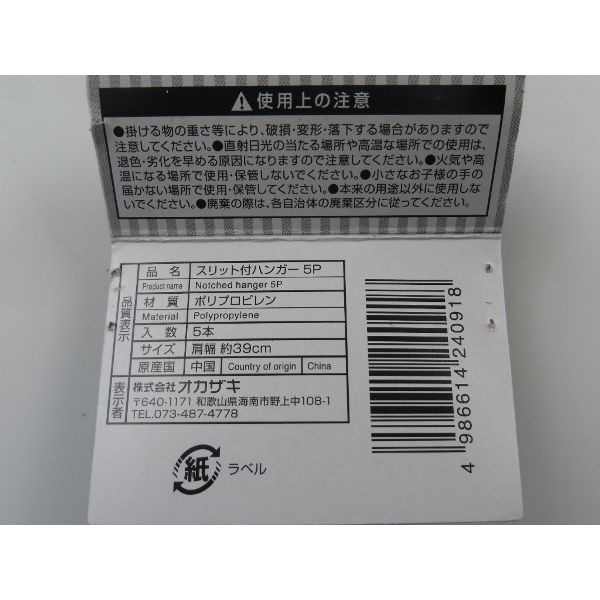 ⚠使用上の注意
●掛ける物の重さ等により、破損・変形・落下する場合がありますので
注意してください。●直射日光の当たる場所や高温な場所での使用は、
退色・劣化を早める原因になりますので注意してください。●火気や高
温になる場所で使用・保管しないでください。●小さなお子様の手の
届かない場所で使用・保管してください。●本来の用途以外に使用しな
いでください。●廃棄の際は、各自治体の廃棄区分に従ってください。
品質表示
品名 スリット付ハンガー 5P
Product name Notched hanger 5P
材質 ポリプロピレン
Material Polypropylene
入数 5本
サイズ 肩幅 約39cm
原産国 中国 Country of origin China
表示者
株式会社オカザキ
〒640-1171 和歌山県海南市野上中108-1
TEL.073-487-4778
紙 ラベル
4 986614 240918